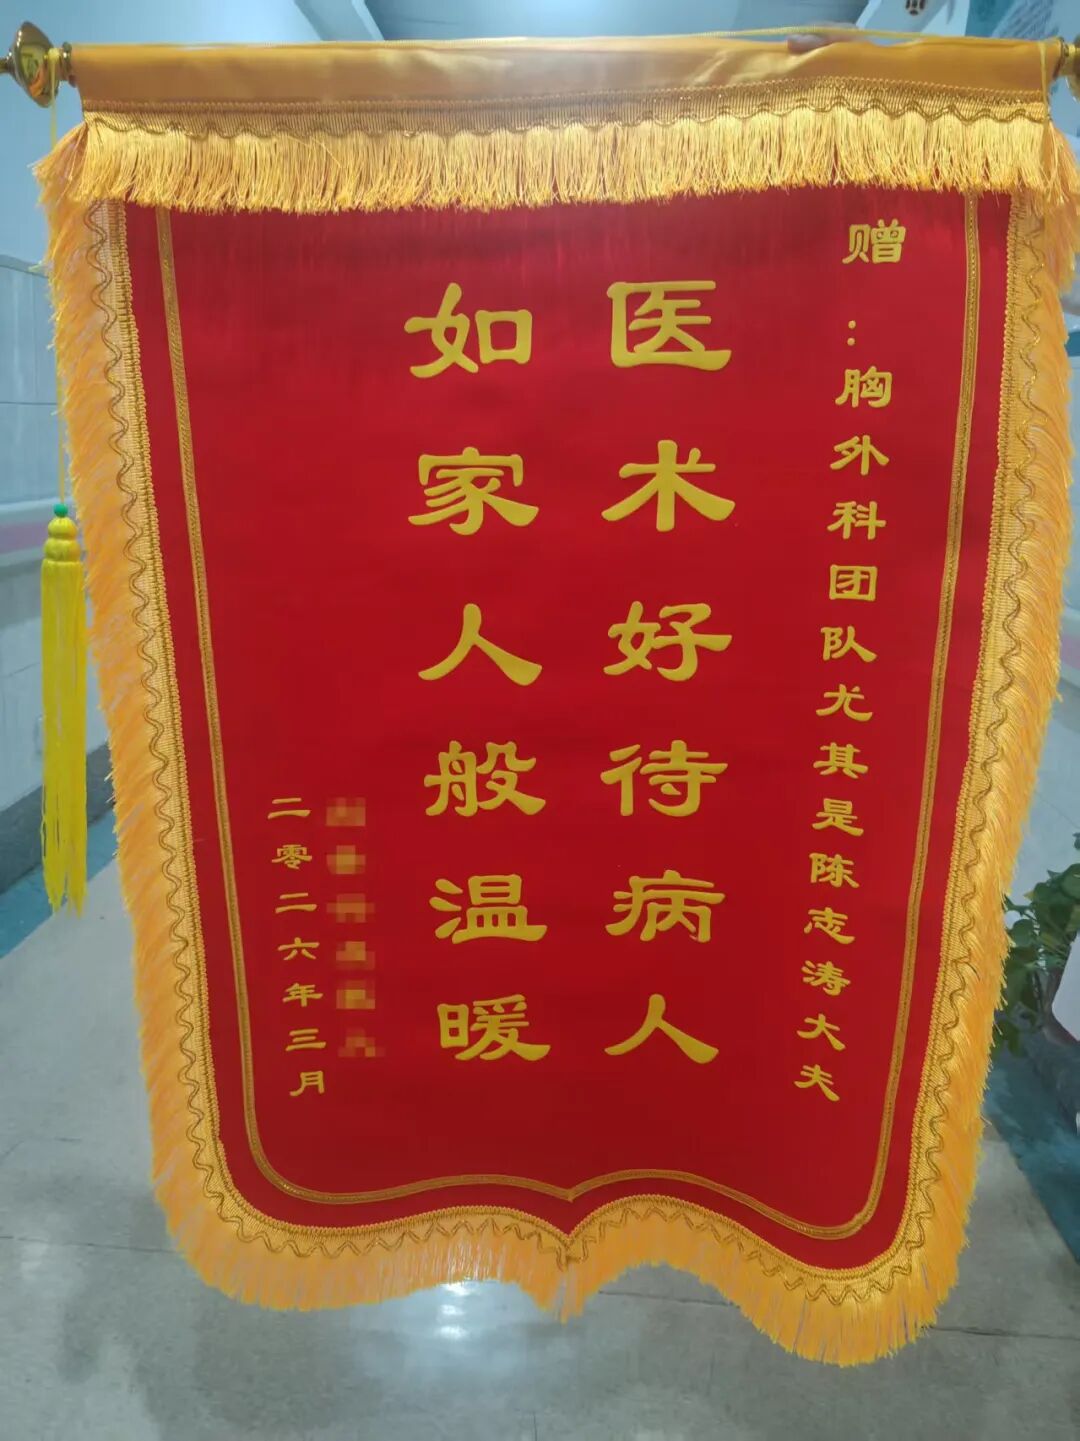 赠:胸外科团队尤其是陈志涛大夫
医术好待病人
如家人般温暖
二零二六年三月